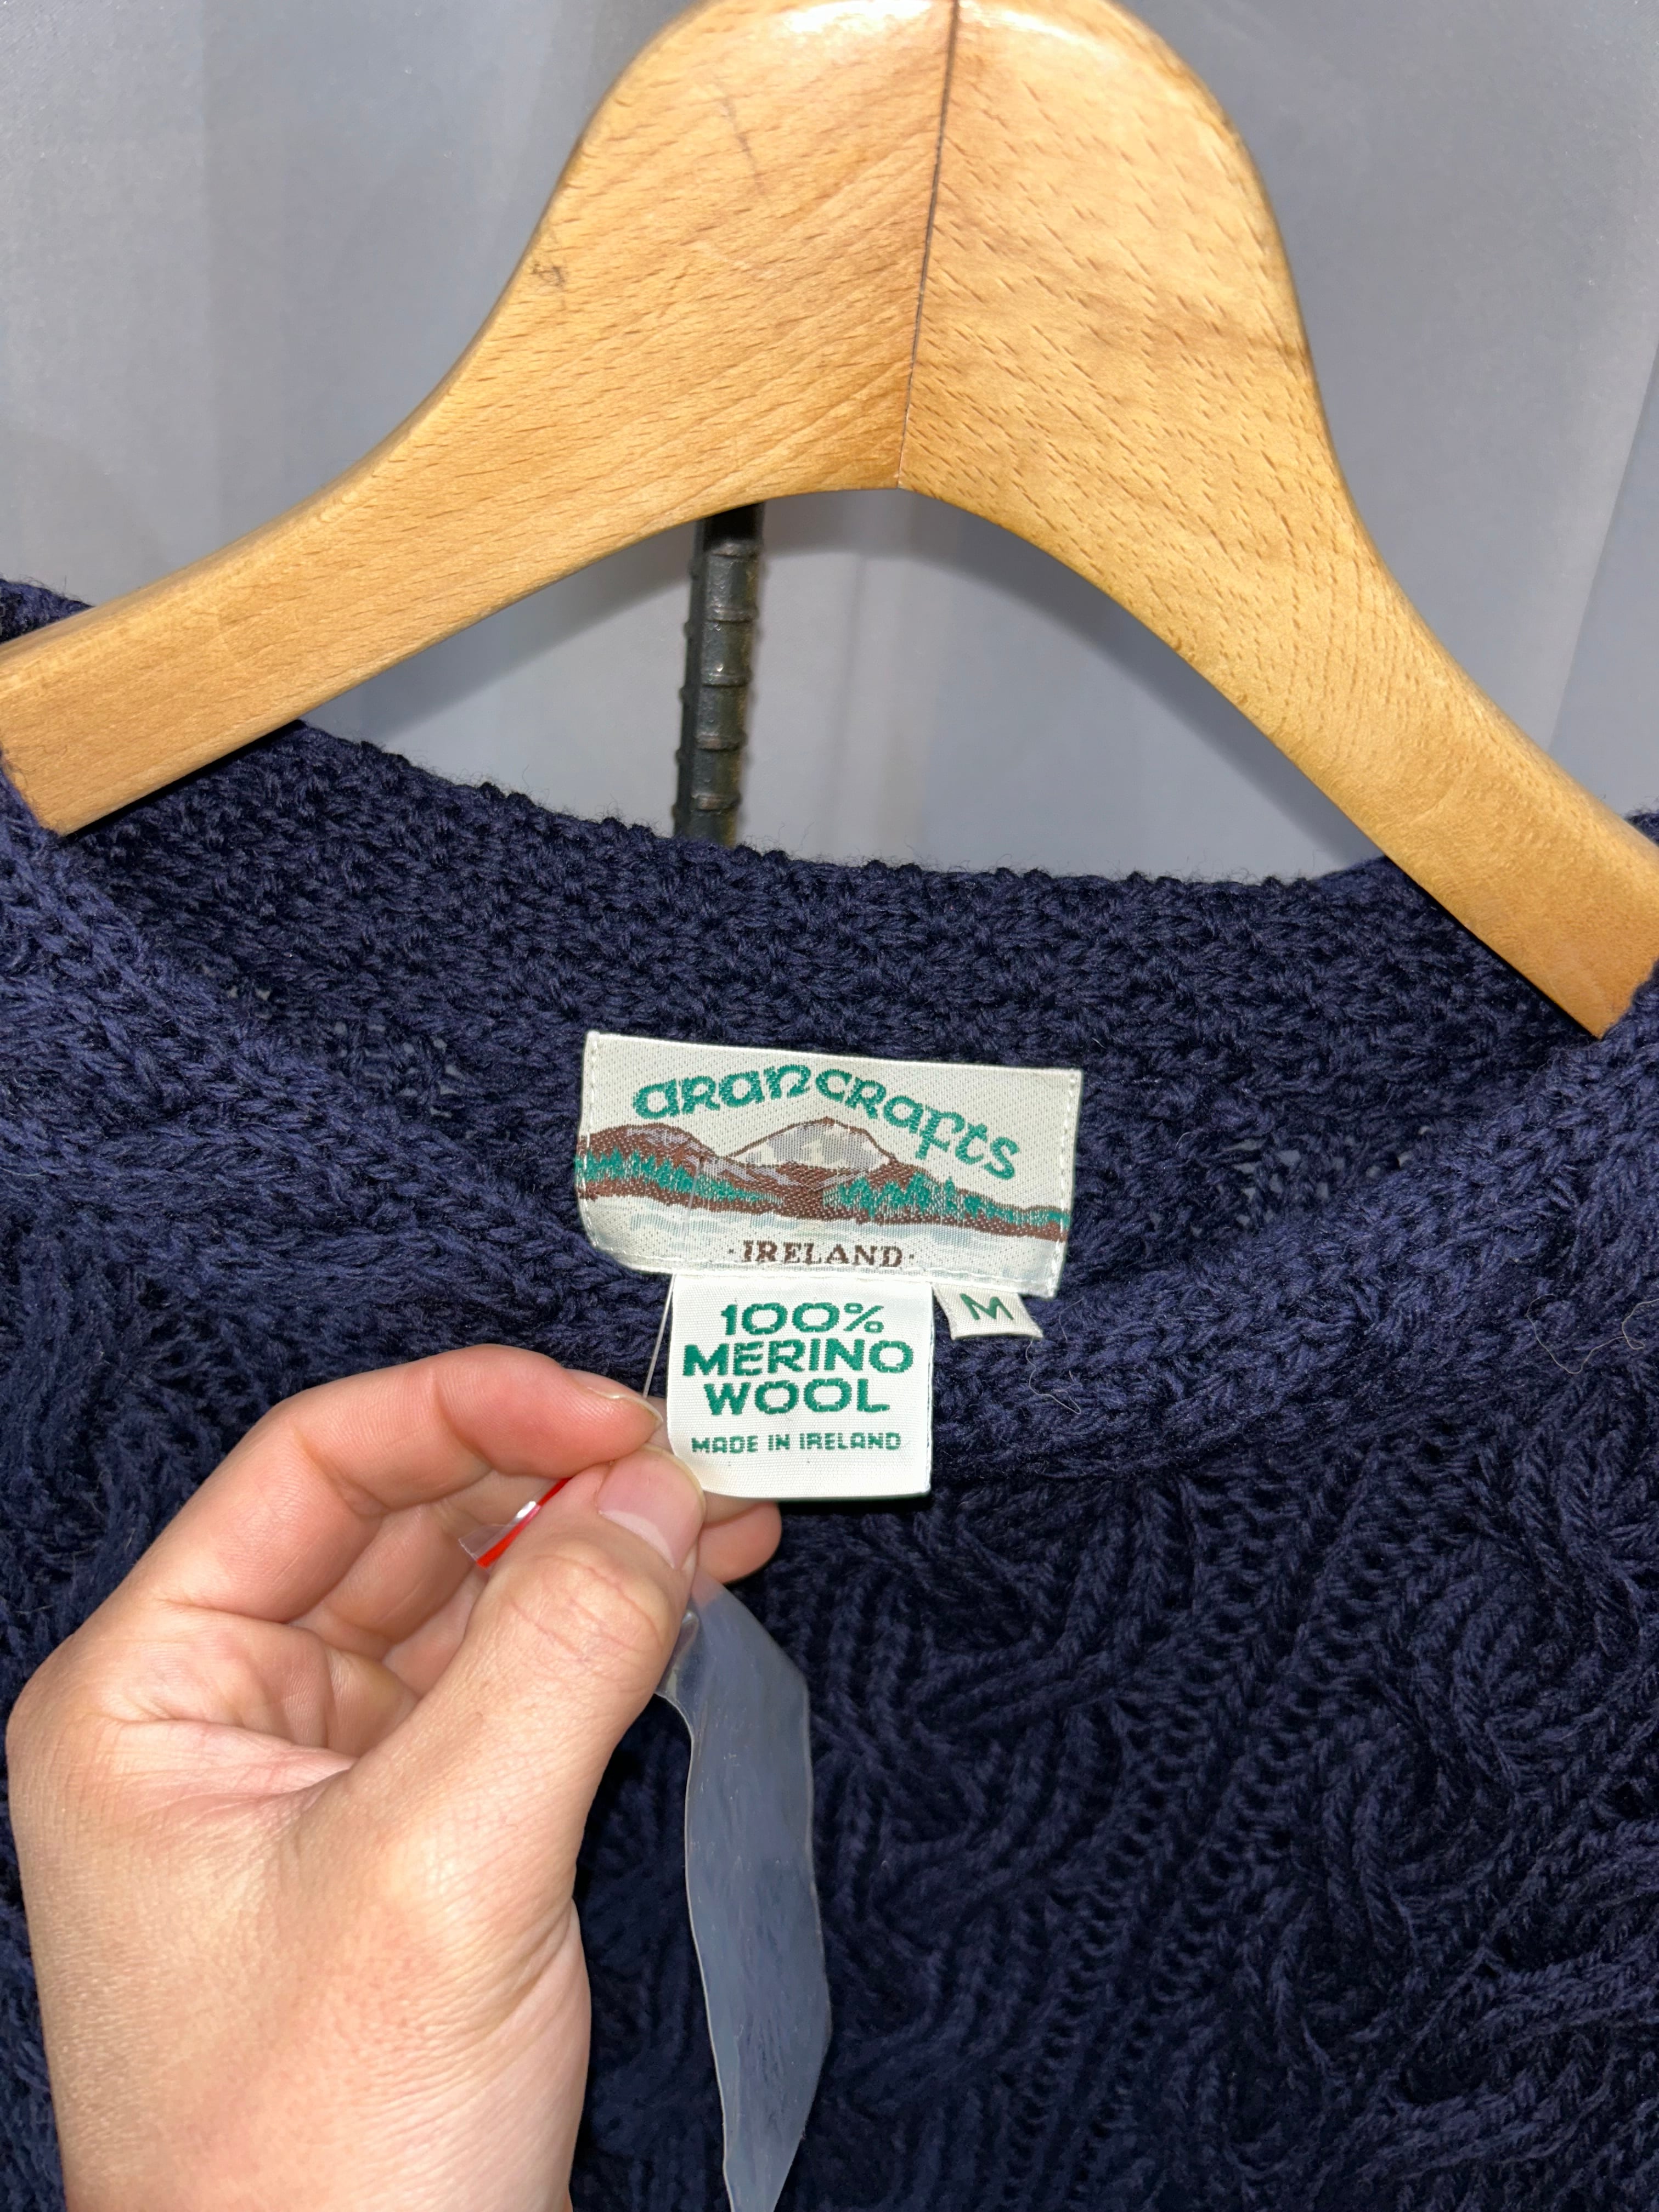 arancrafts
·IRELAND·
M
100%
MERINO
WOOL
MADE IN IRELAND